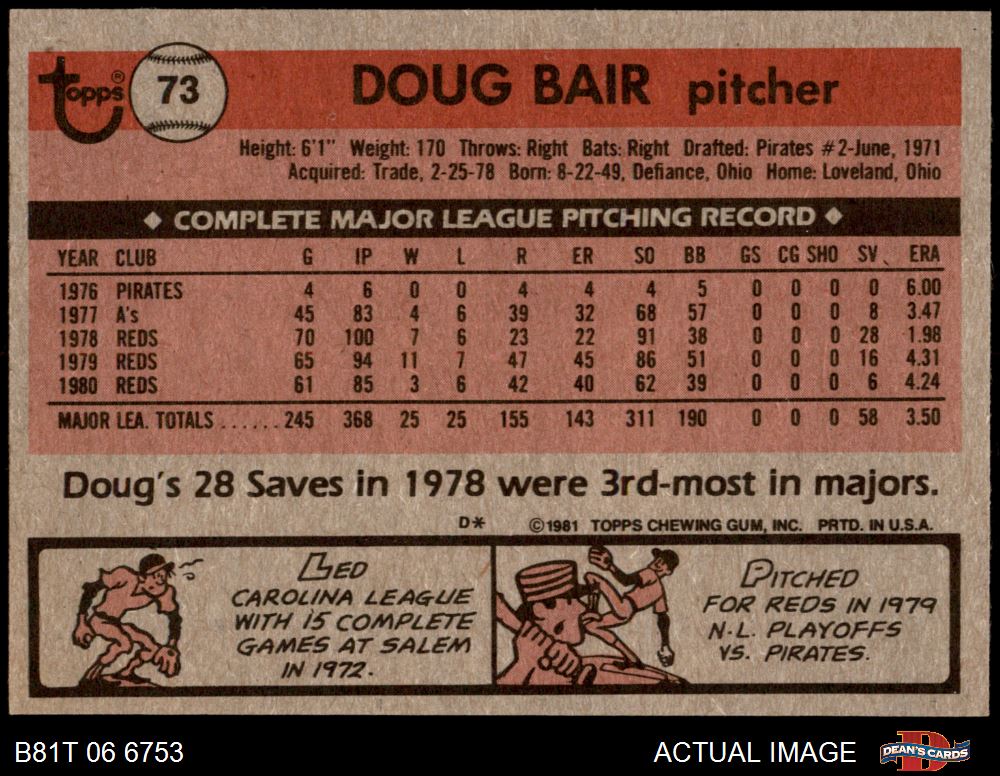 Topps® 73 DOUG BAIR pitcher
Height: 6'1" Weight: 170 Throws: Right Bats: Right Drafted: Pirates #2-June, 1971
Acquired: Trade, 2-25-78 Born: 8-22-49, Defiance, Ohio Home: Loveland, Ohio
◆ COMPLETE MAJOR LEAGUE PITCHING RECORD ◆
YEAR CLUB G IP W L R ER SO BB GS CG SHO SV ERA
1976 PIRATES 4 6 0 0 4 4 4 5 0 0 0 0 6.00
1977 A's 45 83 4 6 39 32 68 57 0 0 0 8 3.47
1978 REDS 70 100 7 6 23 22 91 38 0 0 0 28 1.98
1979 REDS 65 94 11 7 47 45 86 51 0 0 0 16 4.31
1980 REDS 61 85 3 6 42 40 62 39 0 0 0 6 4.24
MAJOR LEA. TOTALS ...... 245 368 25 25 155 143 311 190 0 0 0 58 3.50
Doug's 28 Saves in 1978 were 3rd-most in majors.
D* ©1981 TOPPS CHEWING GUM, INC. PRTD. IN U.S.A.
LED
CAROLINA LEAGUE
WITH 15 COMPLETE
GAMES AT SALEM
IN 1972.
PITCHED
FOR REDS IN 1979
N.L. PLAYOFFS
VS. PIRATES.
B81T 06 6753 ACTUAL IMAGE DEAN'S CARDS